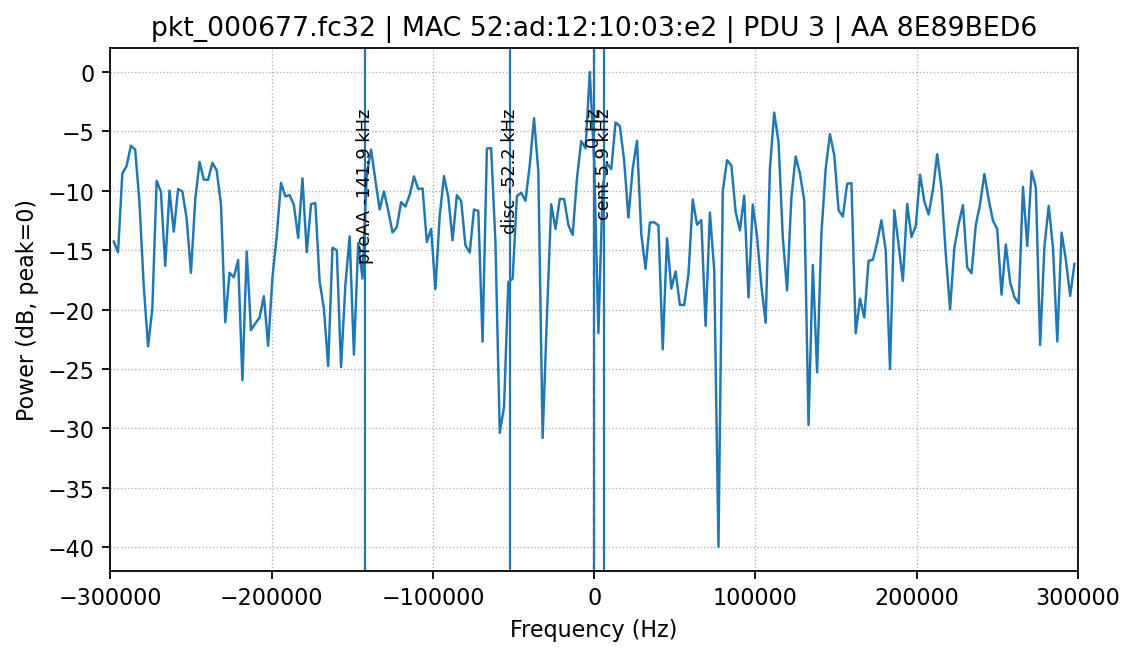 pkt_000677.fc32 | MAC 52:ad:12:10:03:e2 | PDU 3 | AA 8E89BED6
Power (dB, peak=0)
0
−5
−10
−15
−20
−25
−30
−35
−40
preAA -141.9 kHz
disc -52.2 kHz
0 Hz
cent 5.9 kHz
−300000
−200000
−100000
0
100000
200000
300000
Frequency (Hz)